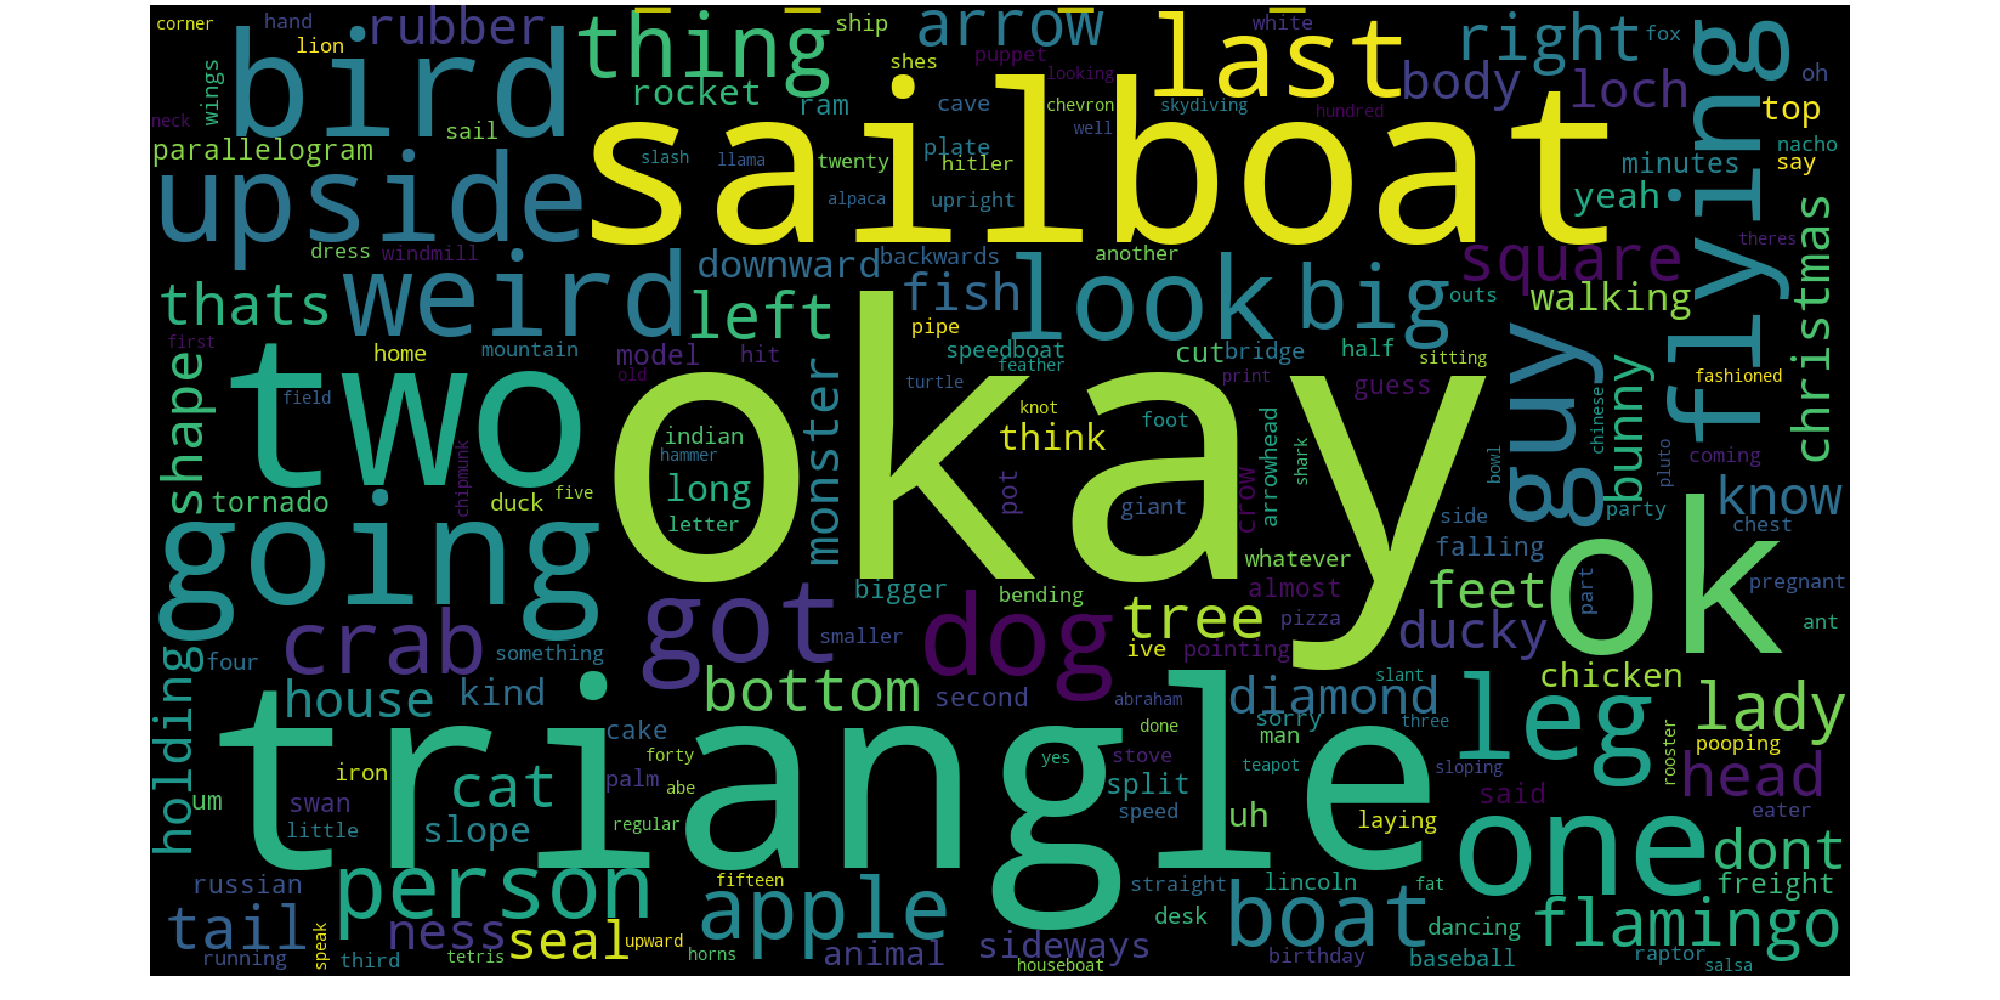 corner
hand
lion
rubber
thing
ship
arrow
last
white
right
fox
flying
oh
bird
wings
neck
sail
parallelogram
rocket
ram
shes
puppet
looking
cave
chevron
skydiving
hundred
well
body
loch
top
nacho
say
minutes
yeah
upside
sailboat
slash
llama
twenty
plate
hitler
alpaca
upright
dress
windmill
weird
downward
backwards
another
look
big
square
theres
christmas
thats
left
fish
outs
walking
first
home
mountain
model
hit
old
pipe
speedboat
feather
cut
bridge
half
sitting
guy
fashioned
shape
two
field
monster
turtle
okay
print
guess
chinese
bunny
knot
think
foot
arrowhead
shark
indian
hammer
long
letter
pot
giant
crow
bowl
pluto
coming
know
tornado
chipmunk
duck
five
party
side
chest
going
falling
ok
whatever
part
pregnant
bigger
bending
almost
feet
got
dog
tree
pizza
ducky
ant
crab
smaller
ive
pointing
holding
four
something
house
kind
bottom
second
abraham
diamond
slant
chicken
leg
lady
cake
done
sorry
man
three
forty
yes
stove
teapot
sloping
rooster
pooping
triangle
iron
cat
palm
abe
split
head
um
swan
little
slope
regular
speed
uh
laying
said
eater
one
dont
person
russian
fifteen
apple
straight
lincoln
fat
freight
tail
ness
seal
desk
boat
dancing
flamingo
speak
running
third
tetris
upward
horns
animal
sideways
houseboat
birthday
baseball
raptor
salsa